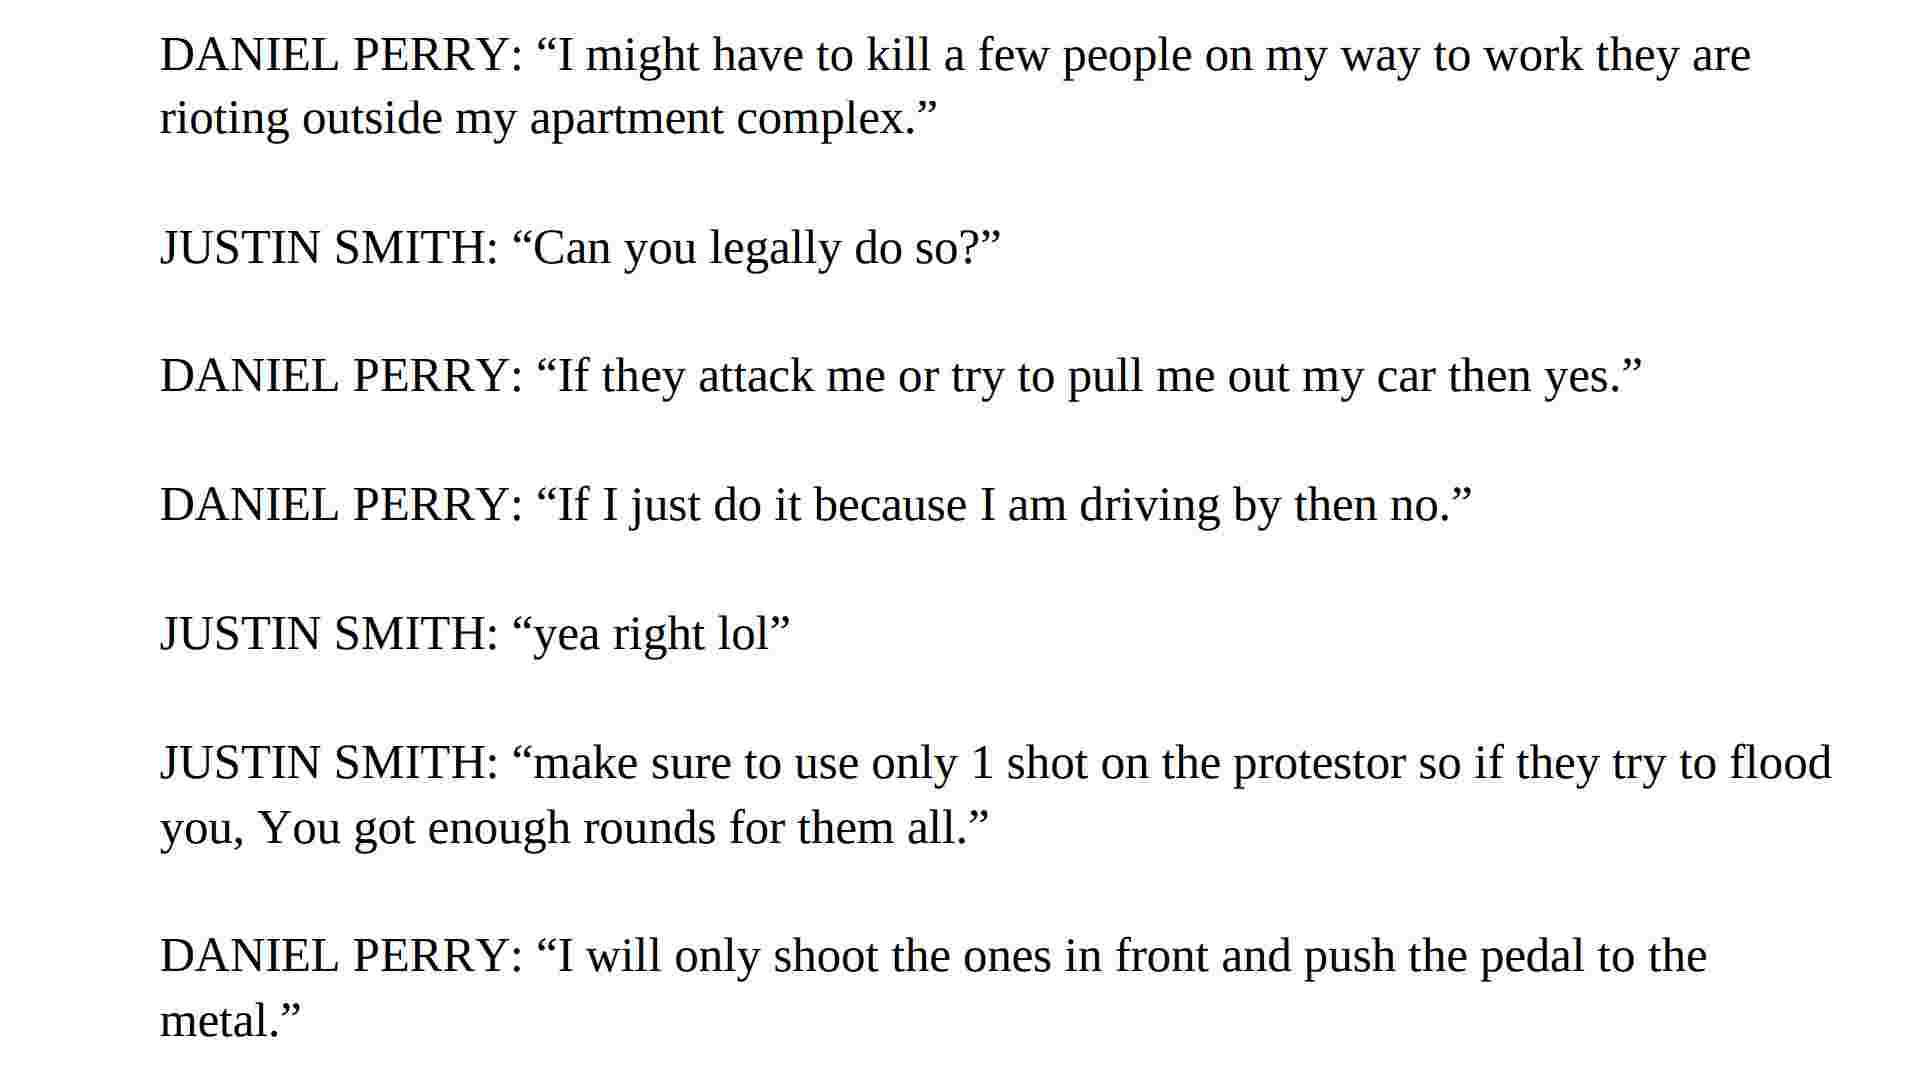 DANIEL PERRY: “I might have to kill a few people on my way to work they are
rioting outside my apartment complex.”
JUSTIN SMITH: “Can you legally do so?”
DANIEL PERRY: “If they attack me or try to pull me out my car then yes.”
DANIEL PERRY: “If I just do it because I am driving by then no.”
JUSTIN SMITH: “yea right lol”
JUSTIN SMITH: “make sure to use only 1 shot on the protestor so if they try to flood
you, You got enough rounds for them all.”
DANIEL PERRY: “I will only shoot the ones in front and push the pedal to the
metal.”